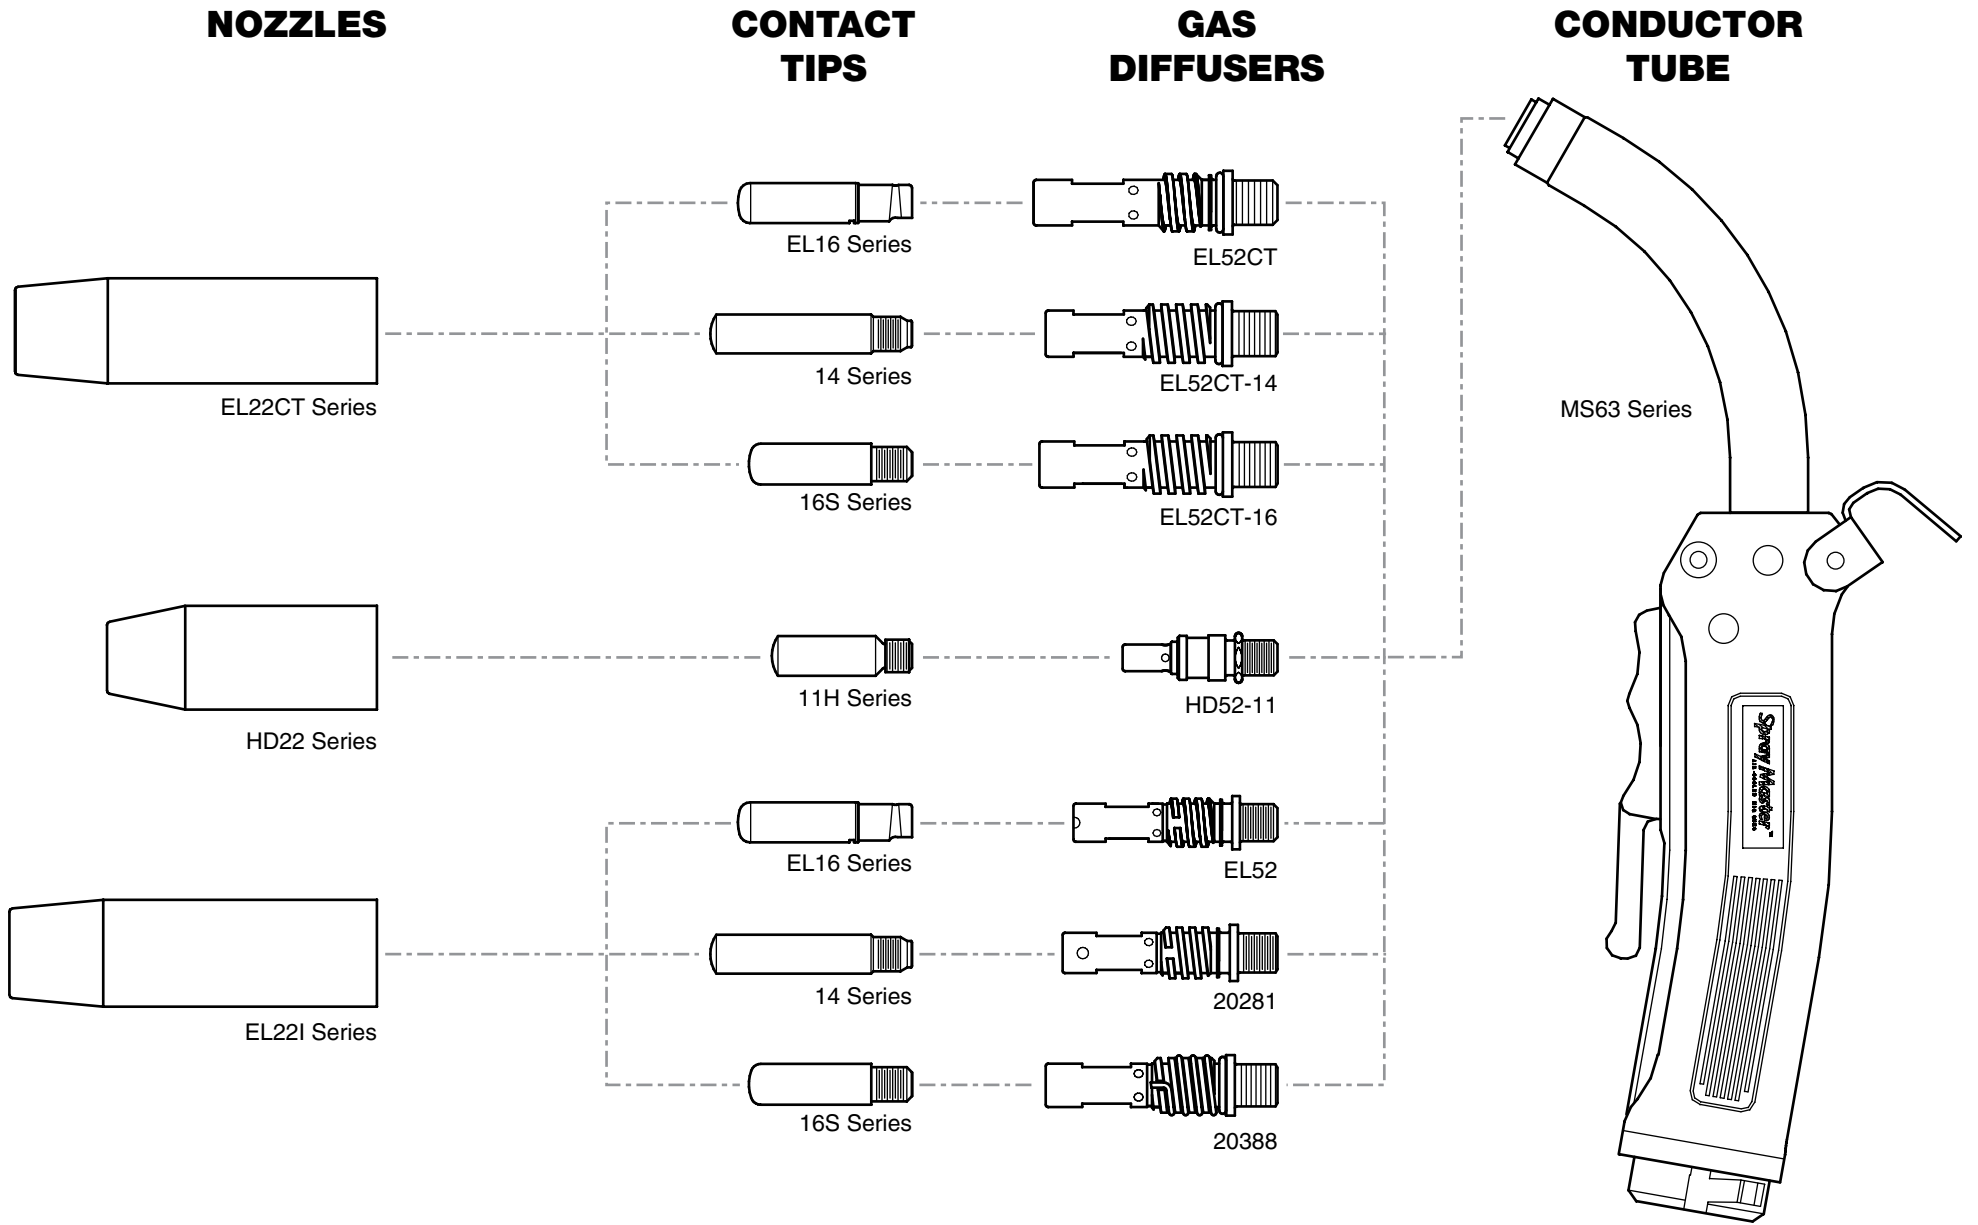 NOZZLES
CONTACT
TIPS
GAS
DIFFUSERS
CONDUCTOR
TUBE
EL16 Series
EL52CT
EL22CT Series
14 Series
EL52CT-14
MS63 Series
16S Series
EL52CT-16
HD22 Series
11H Series
HD52-11
EL16 Series
EL52
EL22I Series
14 Series
20281
16S Series
20388
Spray Master™